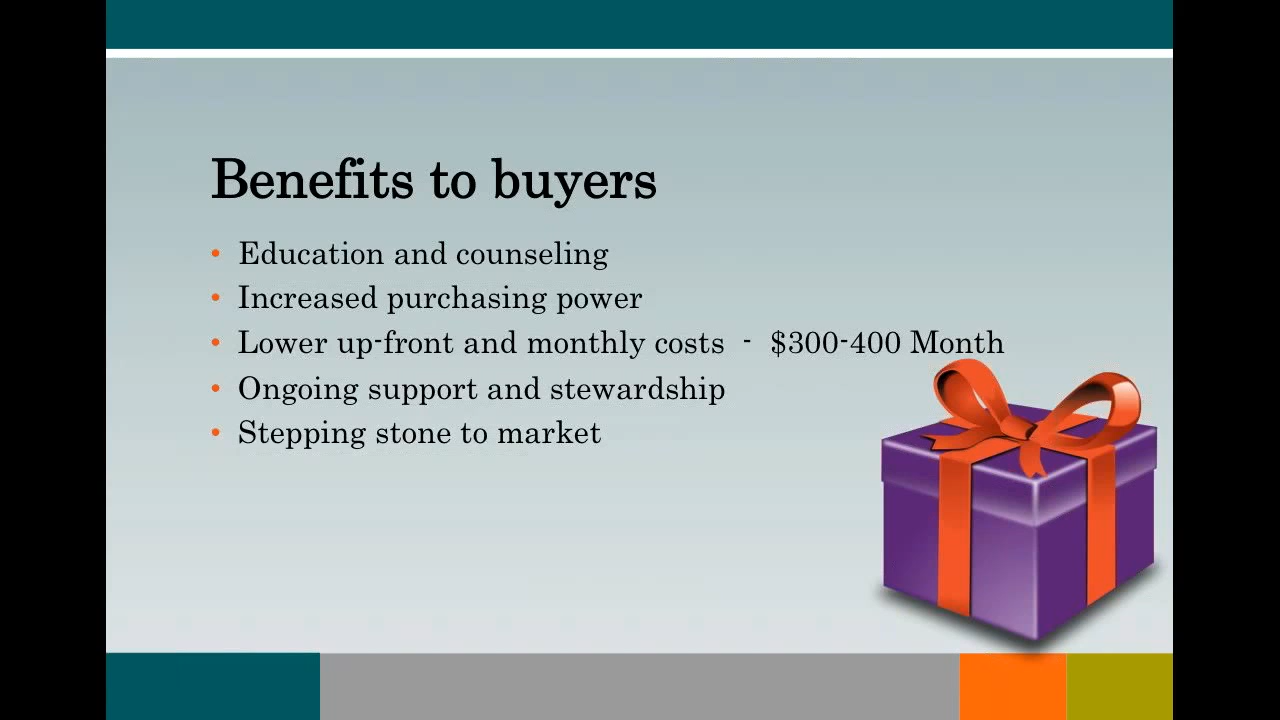 Benefits to buyers
• Education and counseling
• Increased purchasing power
• Lower up-front and monthly costs - $300-400 Month
• Ongoing support and stewardship
• Stepping stone to market